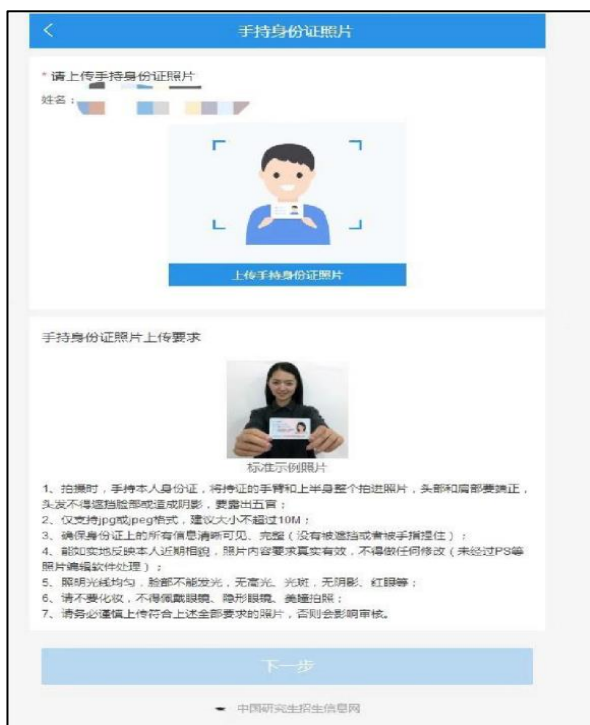 手持身份证照片
* 请上传手持身份证照片
姓名：
上传手持身份证照片
手持身份证照片上传要求
标准示例照片
1、拍摄时，手持本人身份证，将持证的手臂和上半身整个拍进照片，头部和肩部要端正，
头发不得遮挡脸部或造成阴影，要露出五官；
2、仅支持jpg或jpeg格式，建议大小不超过10M；
3、确保身份证上的所有信息清晰可见、完整（没有被遮挡或者被手指捏住）；
4、能如实地反映本人近期相貌，照片内容要求真实有效，不得做任何修改（未经过PS等
照片编辑软件处理）；
5、照明光线均匀，脸部不能发光，无高光、光斑，无阴影、红眼等；
6、请不要化妆，不得佩戴眼镜、隐形眼镜、美瞳拍照；
7、请务必谨慎上传符合上述全部要求的照片，否则会影响审核。
下一步
中国研究生招生信息网